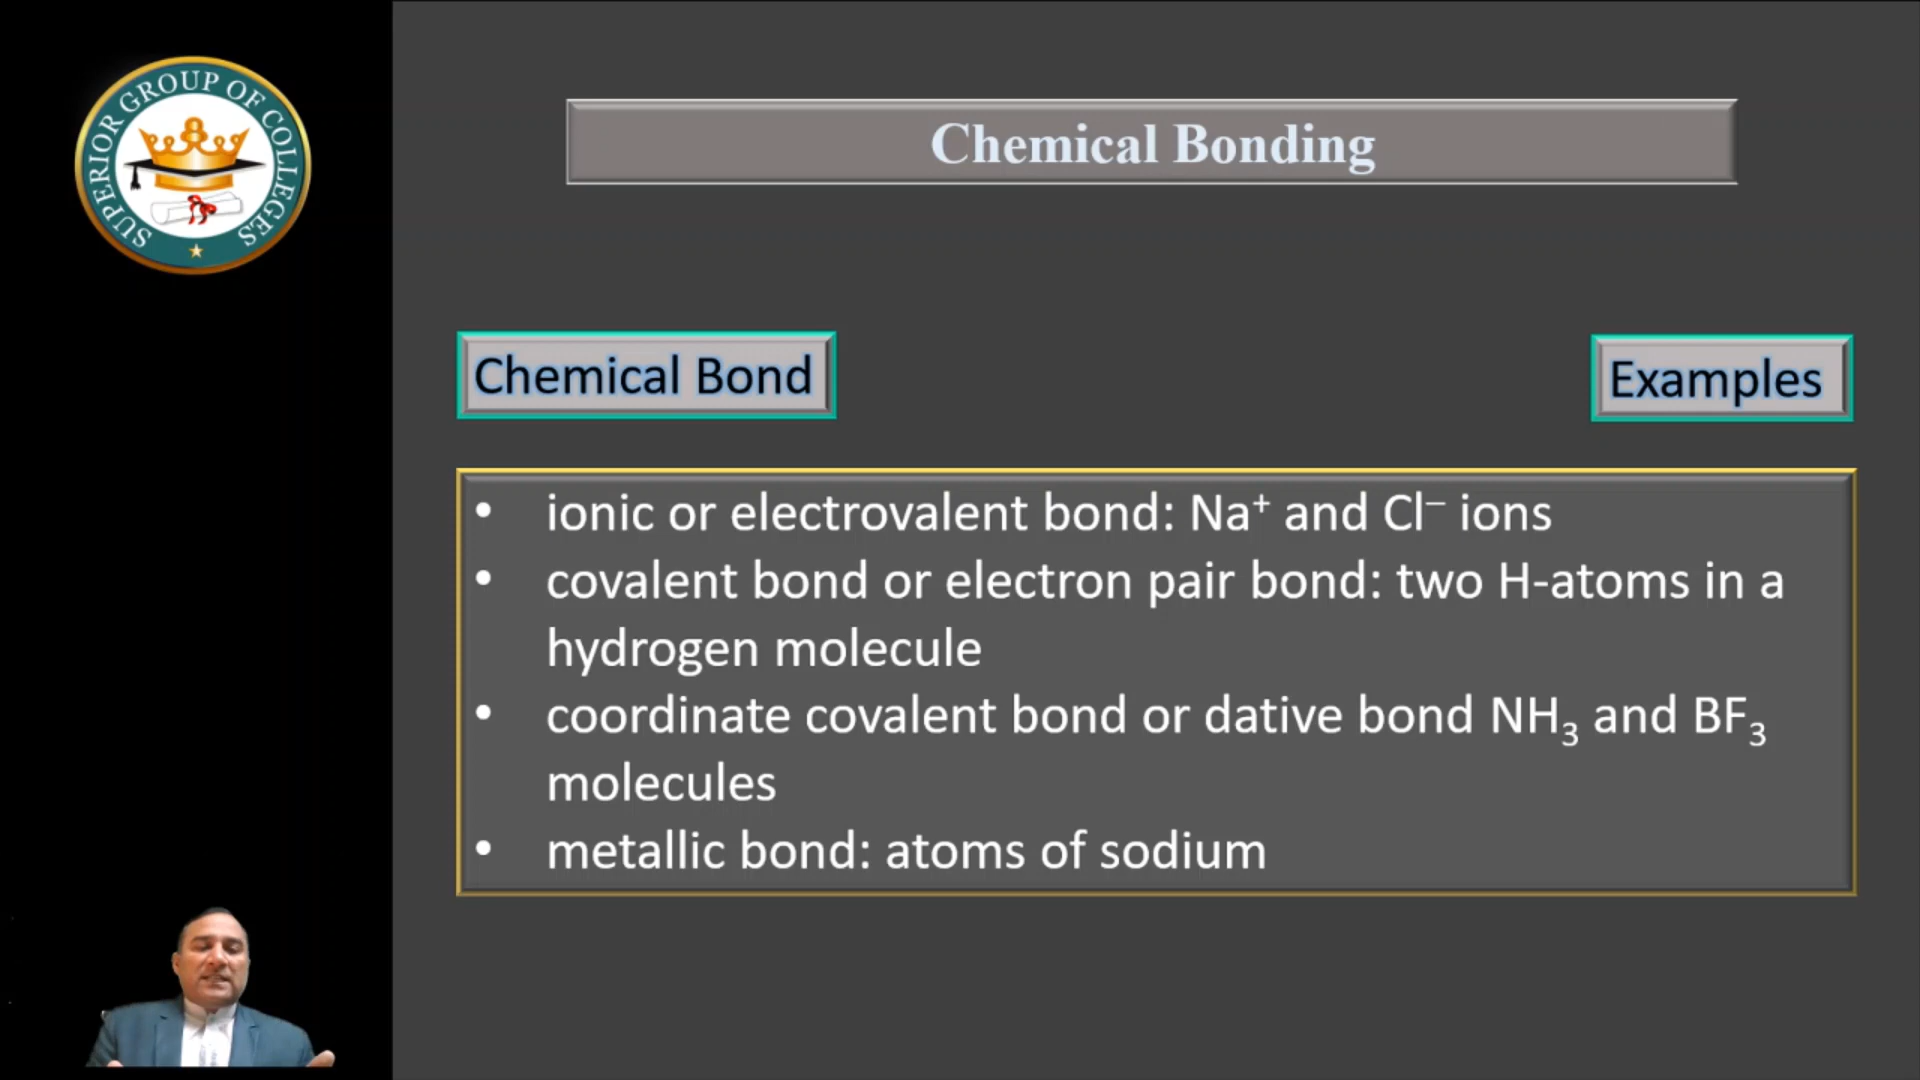 SUPERIOR GROUP OF COLLEGES
Chemical Bonding
Chemical Bond
Examples
• ionic or electrovalent bond: Na⁺ and Cl⁻ ions
• covalent bond or electron pair bond: two H-atoms in a
hydrogen molecule
• coordinate covalent bond or dative bond NH₃ and BF₃
molecules
• metallic bond: atoms of sodium